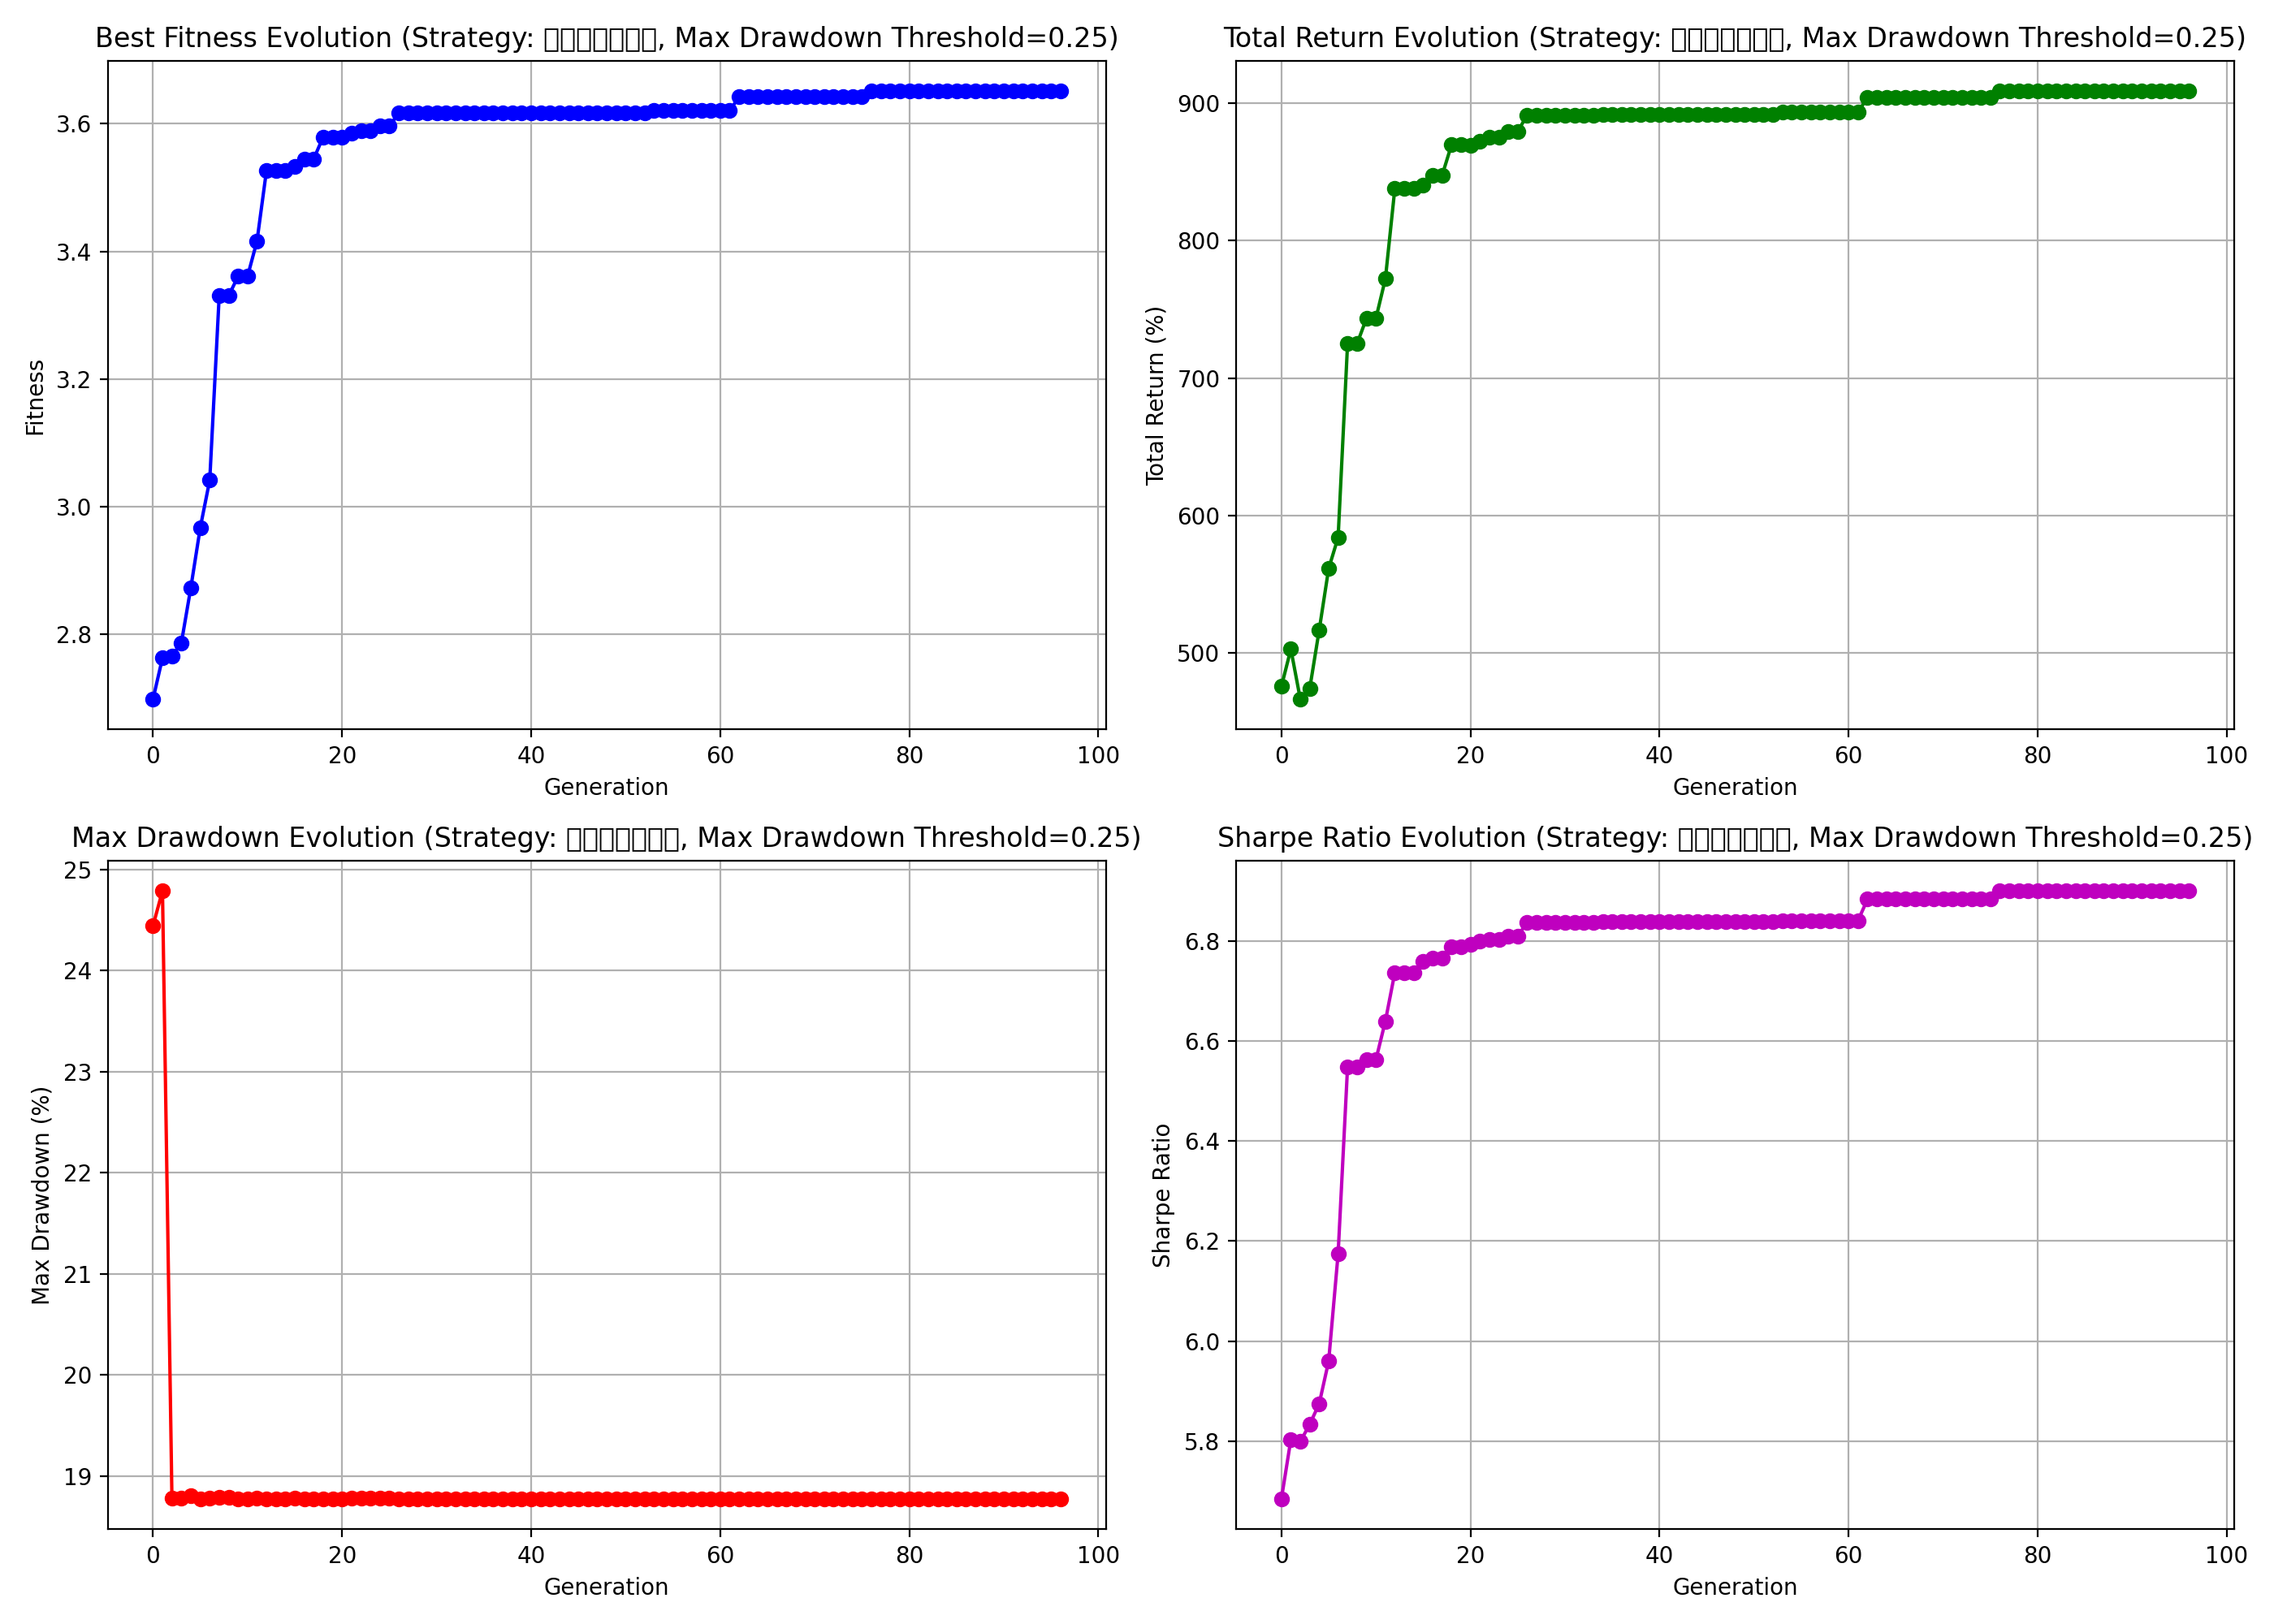 Best Fitness Evolution (Strategy: □□□□□□□, Max Drawdown Threshold=0.25)
Fitness
3.6
3.4
3.2
3.0
2.8
0 20 40 60 80 100
Generation
Total Return Evolution (Strategy: □□□□□□□, Max Drawdown Threshold=0.25)
Total Return (%)
900
800
700
600
500
0 20 40 60 80 100
Generation
Max Drawdown Evolution (Strategy: □□□□□□□, Max Drawdown Threshold=0.25)
Max Drawdown (%)
25
24
23
22
21
20
19
0 20 40 60 80 100
Generation
Sharpe Ratio Evolution (Strategy: □□□□□□□, Max Drawdown Threshold=0.25)
Sharpe Ratio
6.8
6.6
6.4
6.2
6.0
5.8
0 20 40 60 80 100
Generation